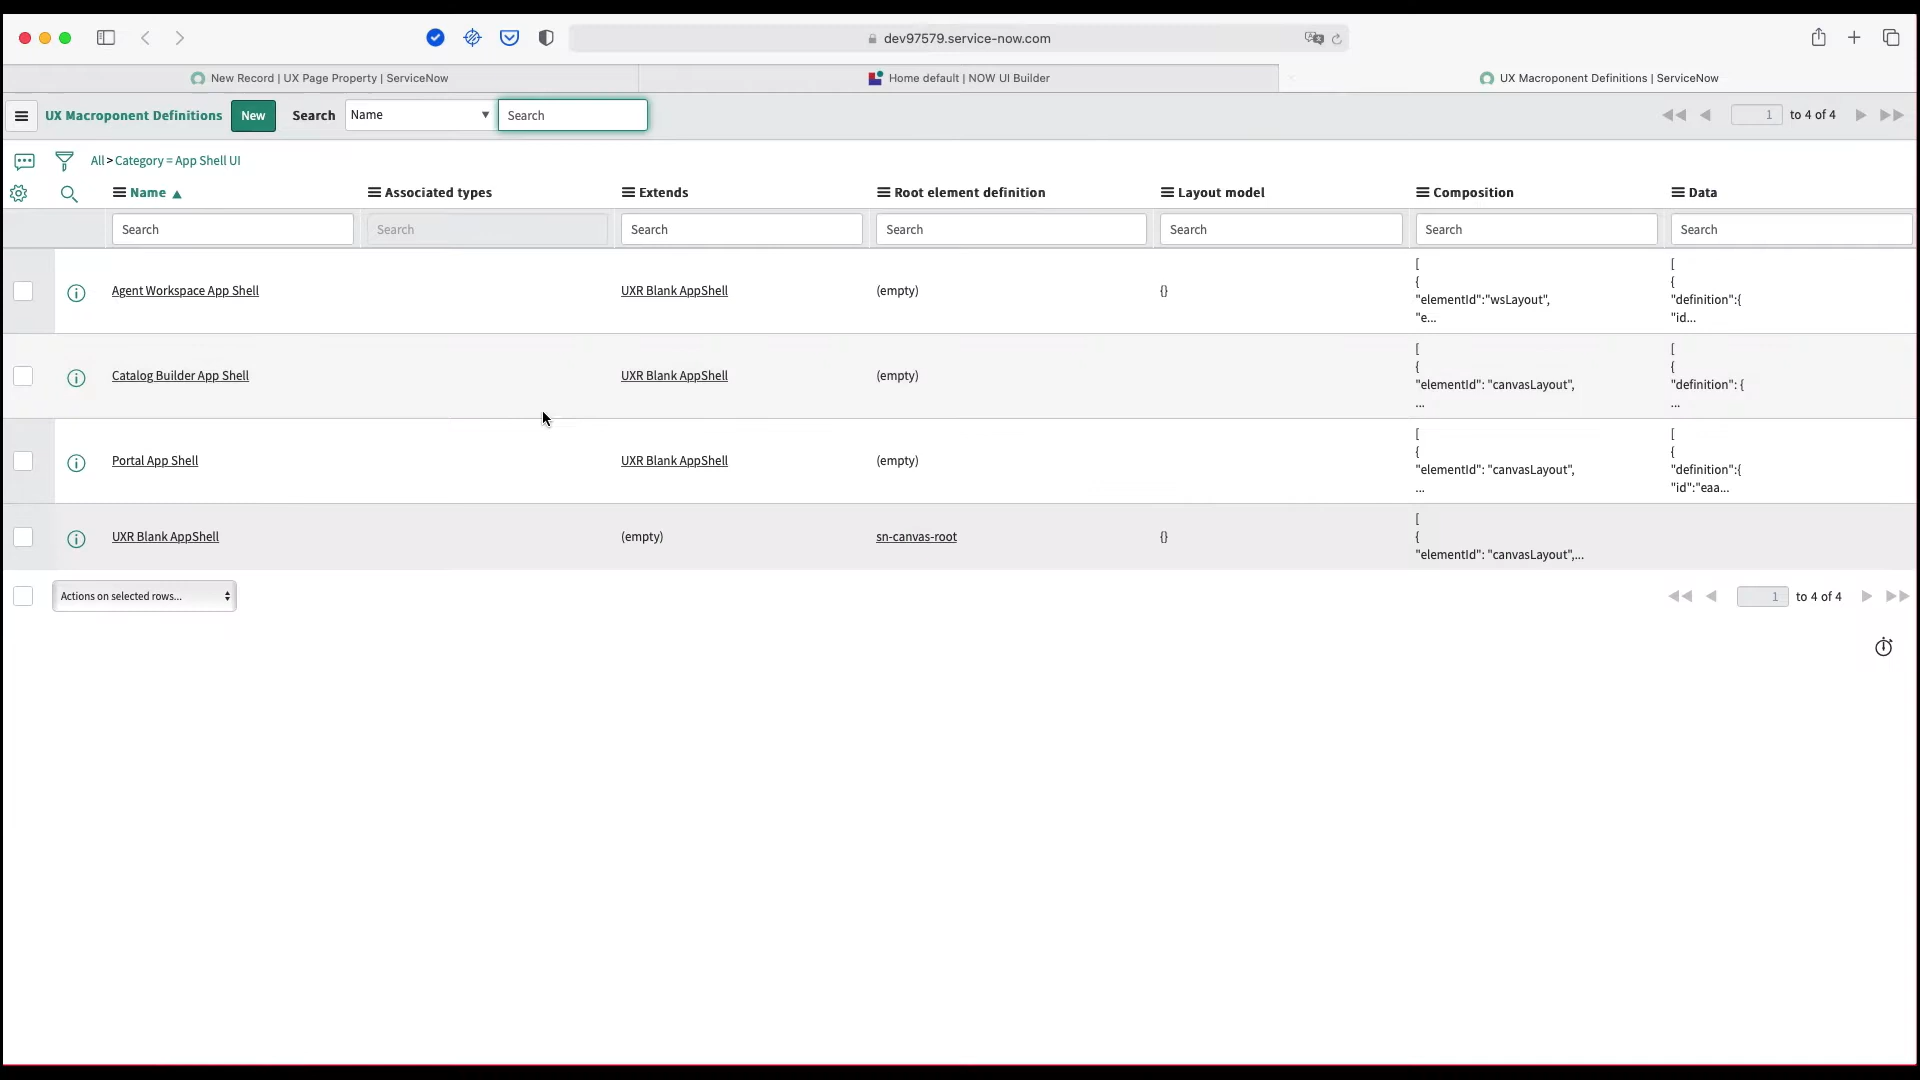 dev97579.service-now.com
New Record | UX Page Property | ServiceNow
Home default | NOW UI Builder
UX Macroponent Definitions | ServiceNow
UX Macroponent Definitions New Search Name Search 1 to 4 of 4
All > Category = App Shell UI
Name Associated types Extends Root element definition Layout model Composition Data
Search Search Search Search Search Search Search
Agent Workspace App Shell UXR Blank AppShell (empty) {}
[
{
"elementId":"wsLayout",
"e...
[
{
"definition":{
"id...
Catalog Builder App Shell UXR Blank AppShell (empty)
[
{
"elementId": "canvasLayout",
...
[
{
"definition": {
...
Portal App Shell UXR Blank AppShell (empty)
[
{
"elementId": "canvasLayout",
...
[
{
"definition":{
"id":"eaa...
UXR Blank AppShell (empty) sn-canvas-root {}
[
{
"elementId": "canvasLayout",...
Actions on selected rows... 1 to 4 of 4